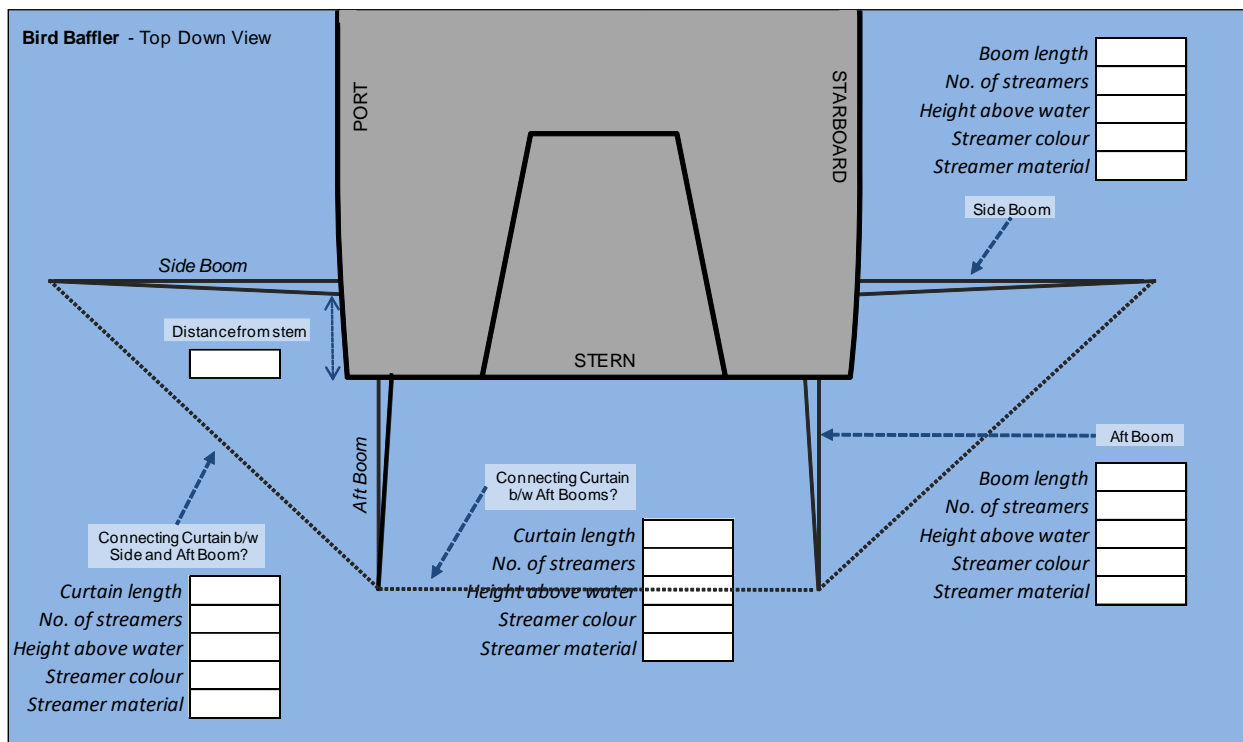 Bird Baffler - Top Down View
PORT
STARBOARD
Boom length
No. of streamers
Height above water
Streamer colour
Streamer material
Side Boom
Side Boom
Distance from stern
STERN
Aft Boom
Aft Boom
Connecting Curtain
b/w Aft Booms?
Boom length
No. of streamers
Height above water
Streamer colour
Streamer material
Connecting Curtain b/w
Side and Aft Boom?
Curtain length
No. of streamers
Height above water
Streamer colour
Streamer material
Curtain length
No. of streamers
Height above water
Streamer colour
Streamer material